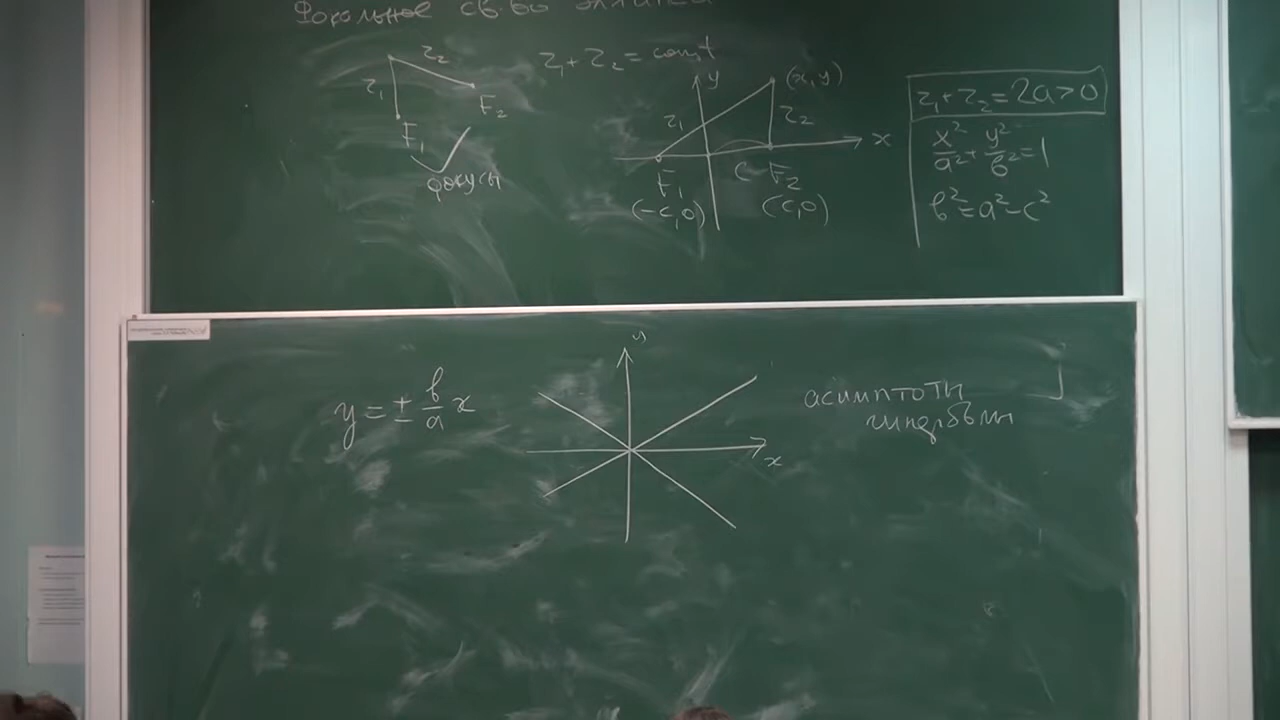 Фокальное св-во эллипса
r₁ + r₂ = const
r₂
r₁
F₂
F₁
фокусы
y
(x, y)
r₁
r₂
x
c
F₁
F₂
(-c, 0)
(c, 0)
r₁ + r₂ = 2a > 0
x²/a² + y²/b² = 1
b² = a² - c²
y = ± b/a x
y
x
асимптоты
гиперболы